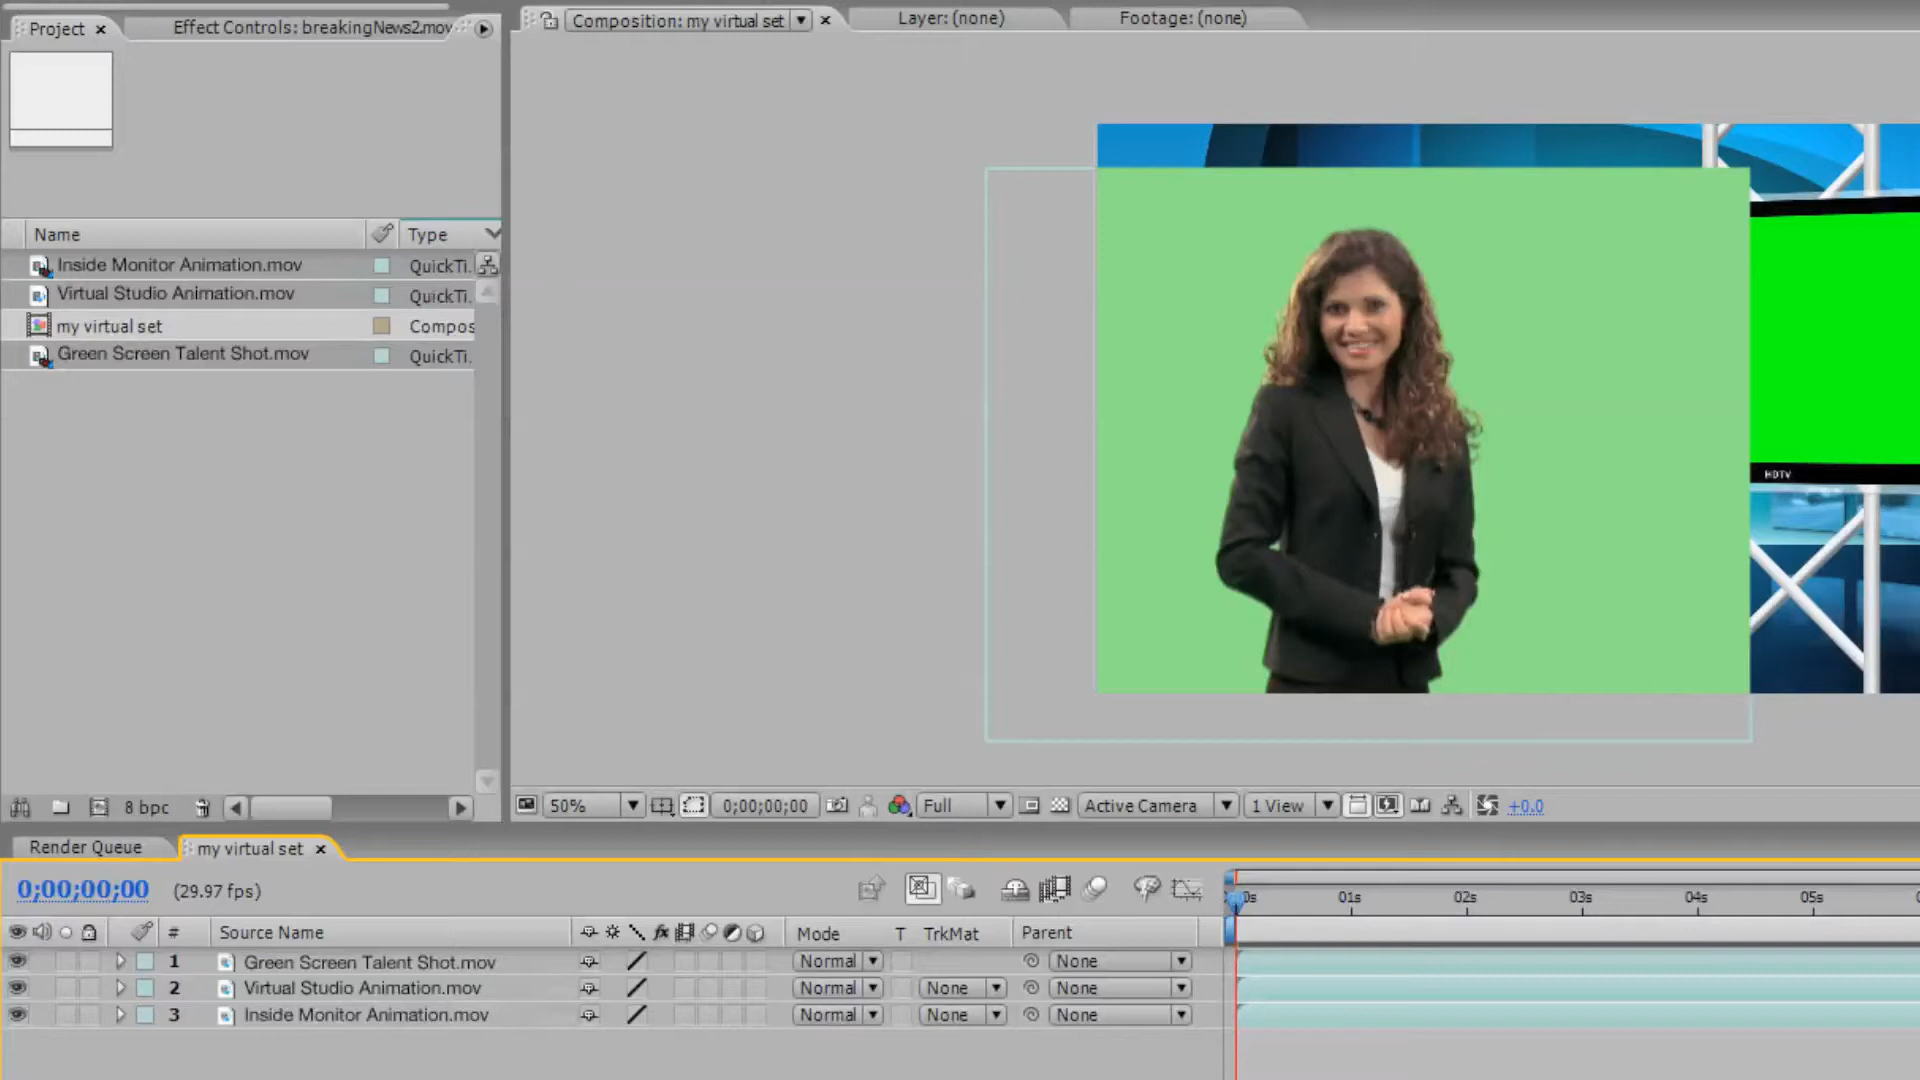 Project × Effect Controls: breakingNews2.mov
Composition: my virtual set × Layer: (none) Footage: (none)
Name Type
Inside Monitor Animation.mov QuickTi.
Virtual Studio Animation.mov QuickTi.
my virtual set Compos
Green Screen Talent Shot.mov QuickTi.
HDTV
8 bpc
50% 0;00;00;00 Full Active Camera 1 View +0.0
Render Queue my virtual set ×
0;00;00;00 (29.97 fps)
0s 01s 02s 03s 04s 05s
# Source Name fx Mode T TrkMat Parent
1 Green Screen Talent Shot.mov Normal None
2 Virtual Studio Animation.mov Normal None None
3 Inside Monitor Animation.mov Normal None None